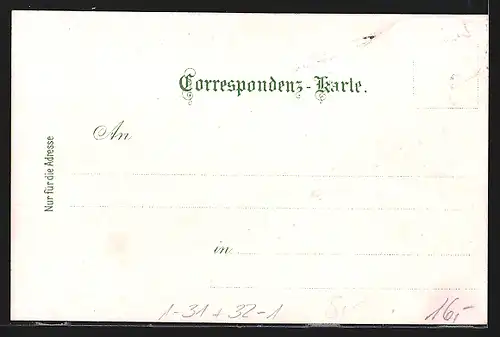 Correspondenz-Karte.
An
Nur für die Adresse
in
1-31 + 32-1
16,-